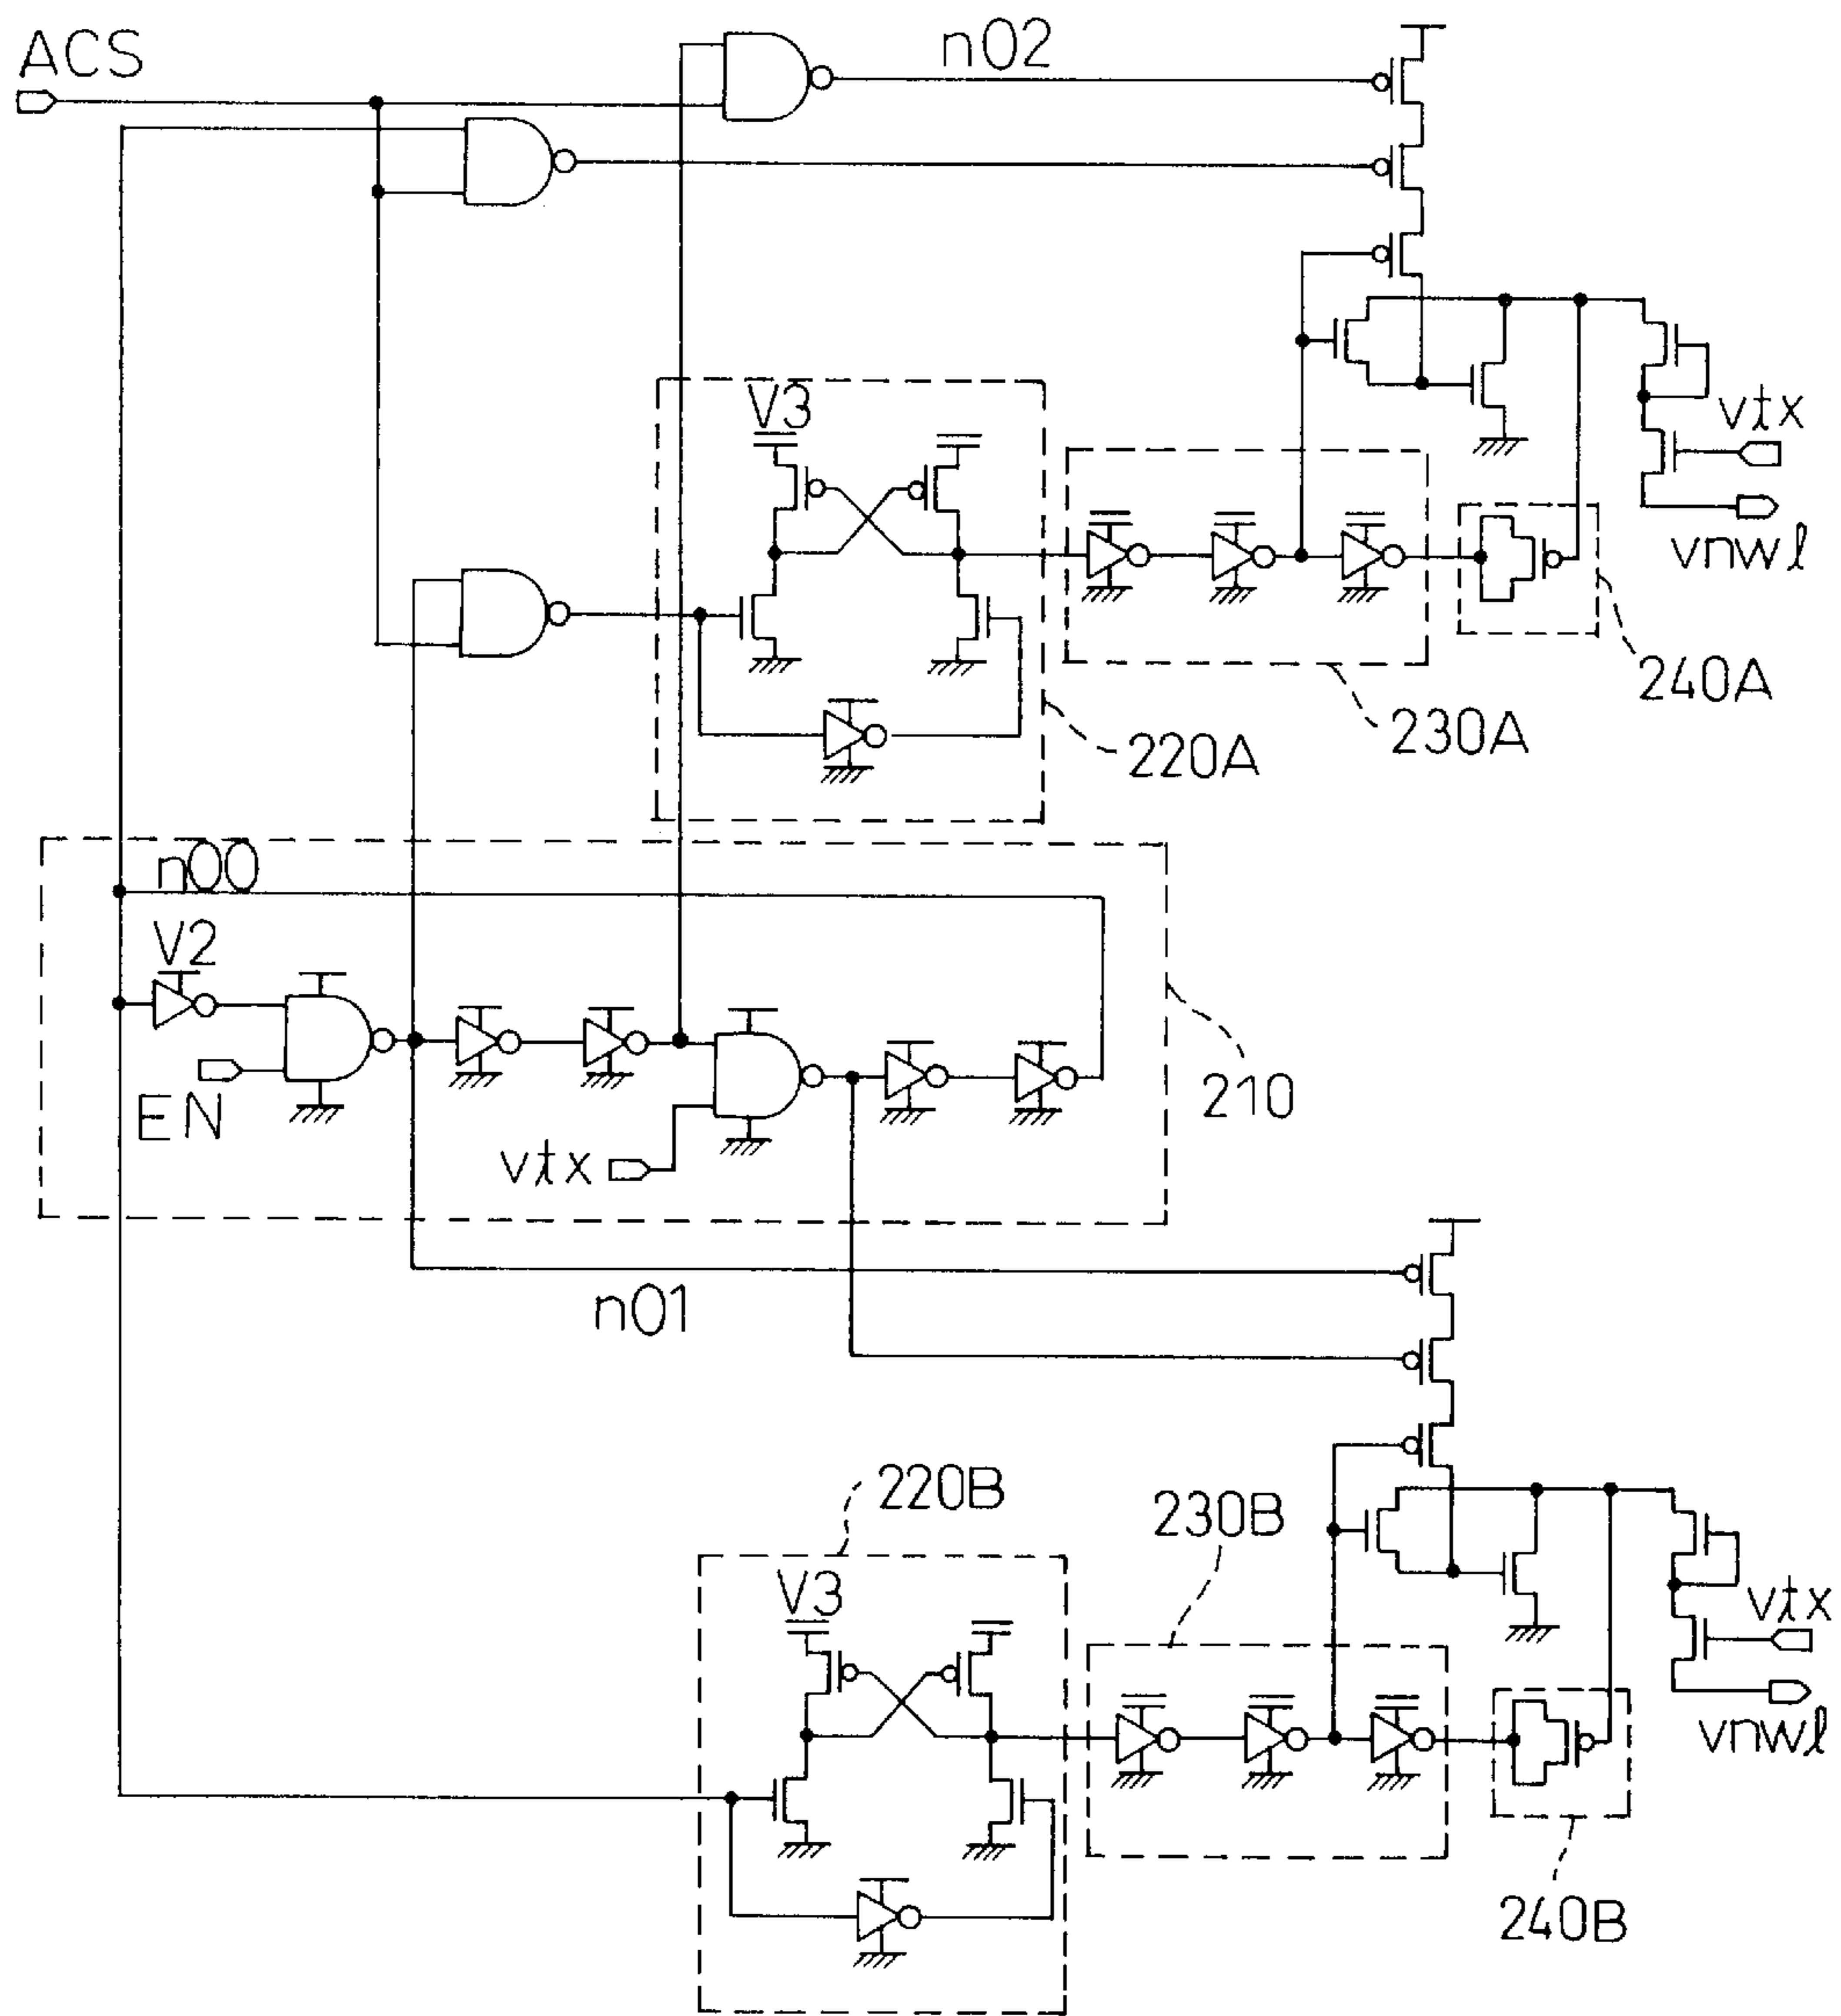 ACS
n02
V3
vtx
vnwl
240A
230A
220A
n00
V2
EN
vtx
210
n01
220B
230B
V3
vtx
vnwl
240B